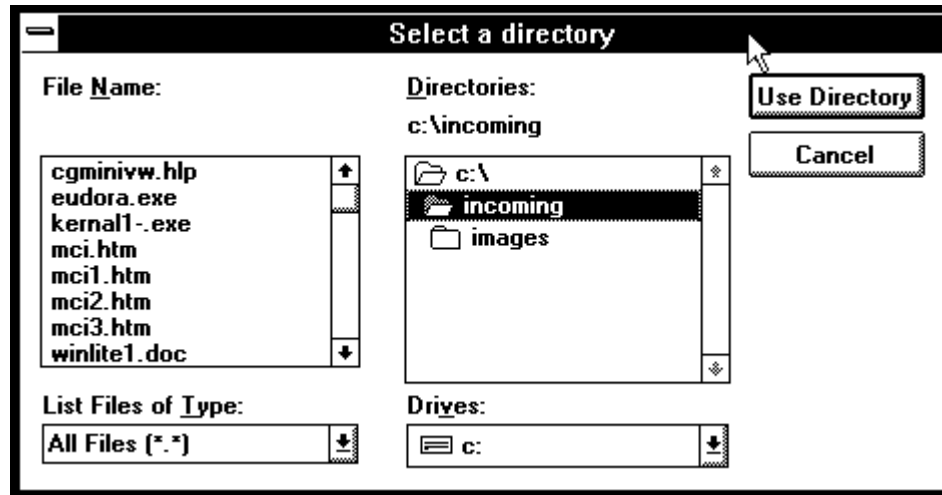 Select a directory
File Name:
cgminivw.hlp
eudora.exe
kernal1-.exe
mci.htm
mci1.htm
mci2.htm
mci3.htm
winlite1.doc
List Files of Type:
All Files (*.*)
Directories:
c:\incoming
c:\
incoming
images
Drives:
c:
Use Directory
Cancel